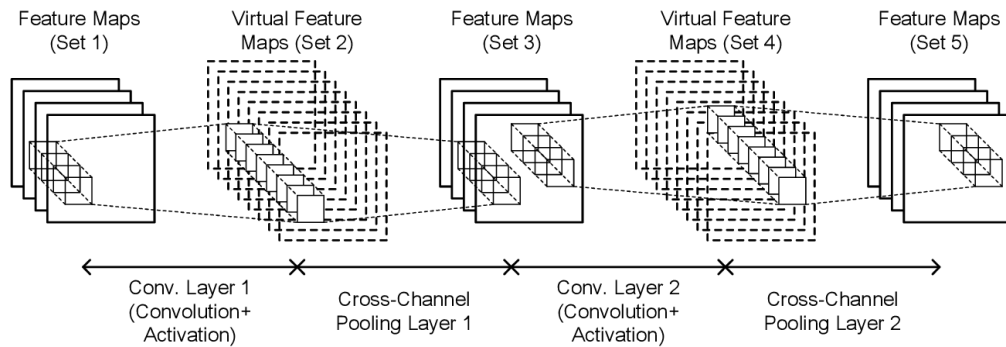 Feature Maps
(Set 1)
Virtual Feature
Maps (Set 2)
Feature Maps
(Set 3)
Virtual Feature
Maps (Set 4)
Feature Maps
(Set 5)
Conv. Layer 1
(Convolution+
Activation)
Cross-Channel
Pooling Layer 1
Conv. Layer 2
(Convolution+
Activation)
Cross-Channel
Pooling Layer 2